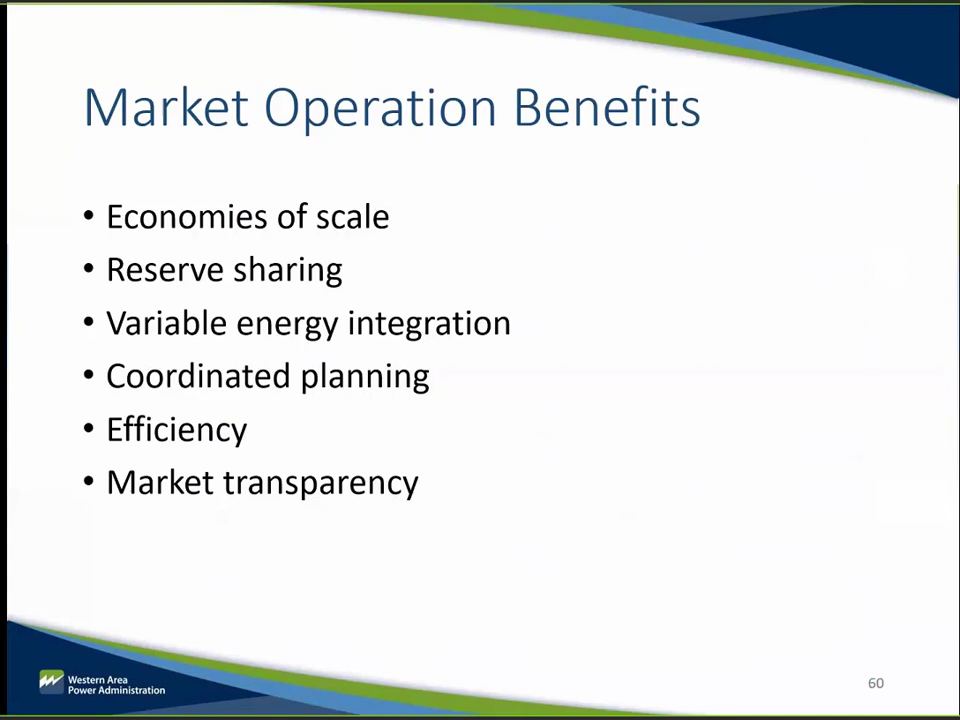 Market Operation Benefits
• Economies of scale
• Reserve sharing
• Variable energy integration
• Coordinated planning
• Efficiency
• Market transparency
Western Area
Power Administration
60